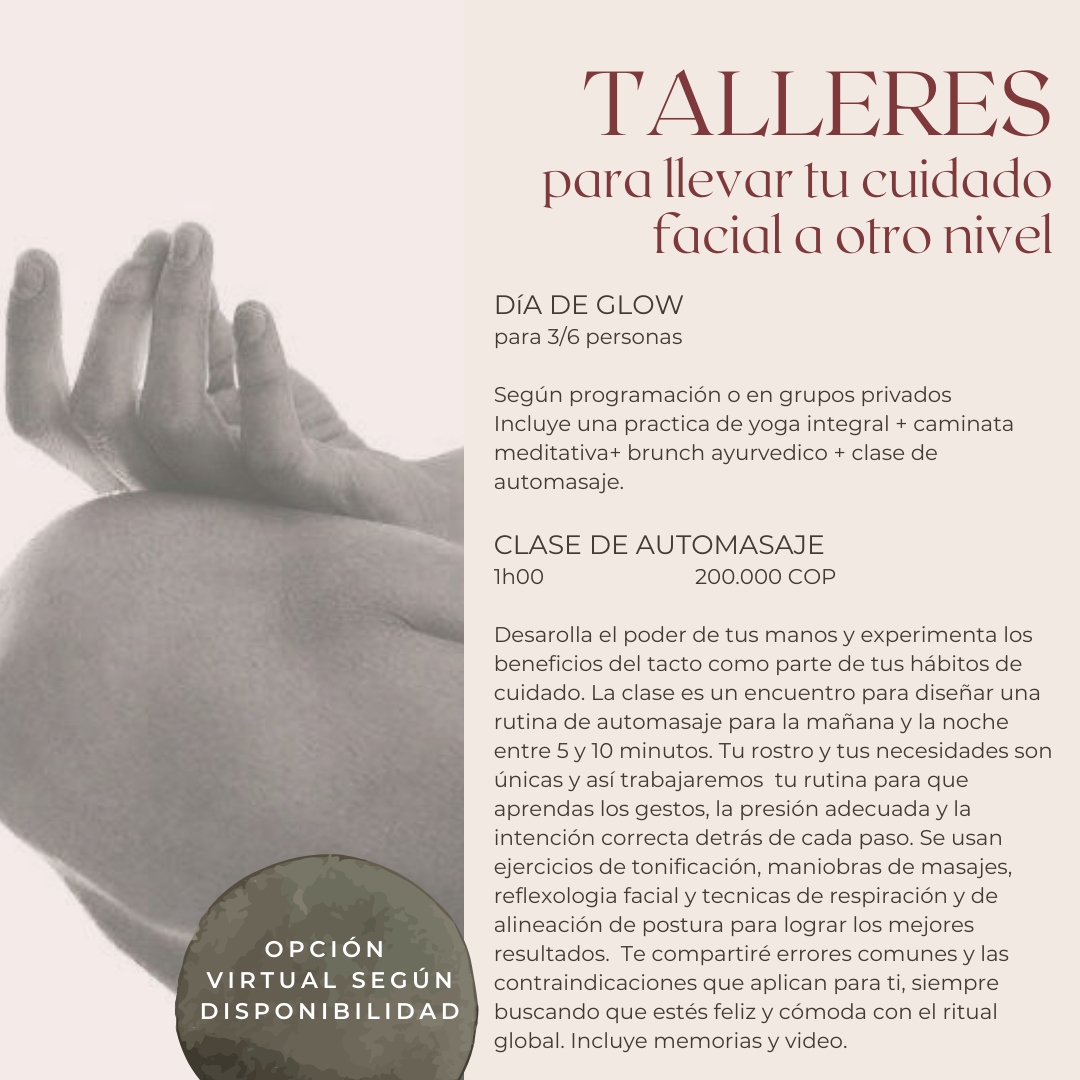 TALLERES
para llevar tu cuidado
facial a otro nivel
DíA DE GLOW
para 3/6 personas
Según programación o en grupos privados
Incluye una practica de yoga integral + caminata
meditativa+ brunch ayurvedico + clase de
automasaje.
CLASE DE AUTOMASAJE
1h00 200.000 COP
Desarolla el poder de tus manos y experimenta los
beneficios del tacto como parte de tus hábitos de
cuidado. La clase es un encuentro para diseñar una
rutina de automasaje para la mañana y la noche
entre 5 y 10 minutos. Tu rostro y tus necesidades son
únicas y así trabajaremos  tu rutina para que
aprendas los gestos, la presión adecuada y la
intención correcta detrás de cada paso. Se usan
ejercicios de tonificación, maniobras de masajes,
reflexologia facial y tecnicas de respiración y de
alineación de postura para lograr los mejores
resultados.  Te compartiré errores comunes y las
contraindicaciones que aplican para ti, siempre
buscando que estés feliz y cómoda con el ritual
global. Incluye memorias y video.
OPCIÓN
VIRTUAL SEGÚN
DISPONIBILIDAD